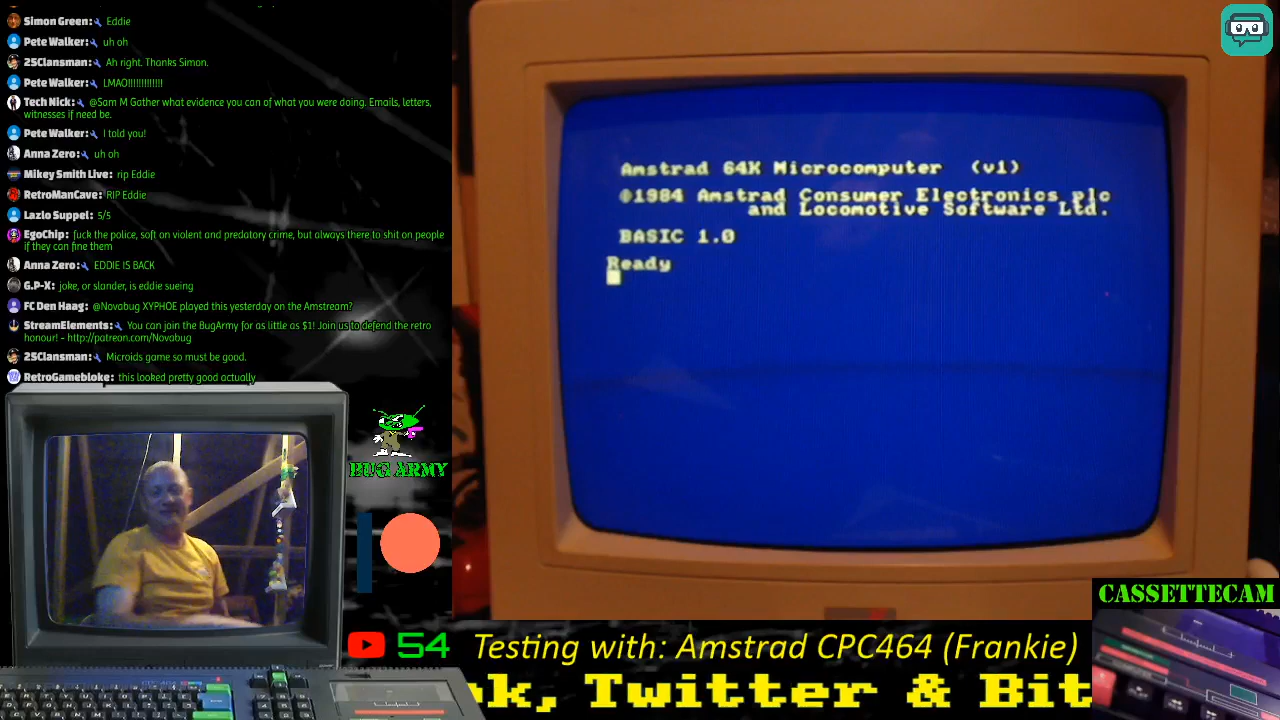 Simon Green: Eddie
Pete Walker: uh oh
25Clansman: Ah right. Thanks Simon.
Pete Walker: LMAO!!!!!!!!!!!!!
Tech Nick: @Sam M Gather what evidence you can of what you were doing. Emails, letters,
witnesses if need be.
Pete Walker: I told you!
Anna Zero: uh oh
Mikey Smith Live: rip Eddie
RetroManCave: RIP Eddie
Lazlo Suppel: 5/5
EgoChip: fuck the police, soft on violent and predatory crime, but always there to shit on people
if they can fine them
Anna Zero: EDDIE IS BACK
G.P-X: joke, or slander, is eddie sueing
FC Den Haag: @Novabug XYPHOE played this yesterday on the Amstream?
StreamElements: You can join the BugArmy for as little as $1! Join us to defend the retro
honour! - http://patreon.com/Novabug
25Clansman: Microids game so must be good.
RetroGamebloke: this looked pretty good actually
Amstrad 64K Microcomputer (v1)
©1984 Amstrad Consumer Electronics plc
and Locomotive Software Ltd.
BASIC 1.0
Ready
BUG ARMY
CASSETTECAM
54
Testing with: Amstrad CPC464 (Frankie)
k, Twitter & Bit